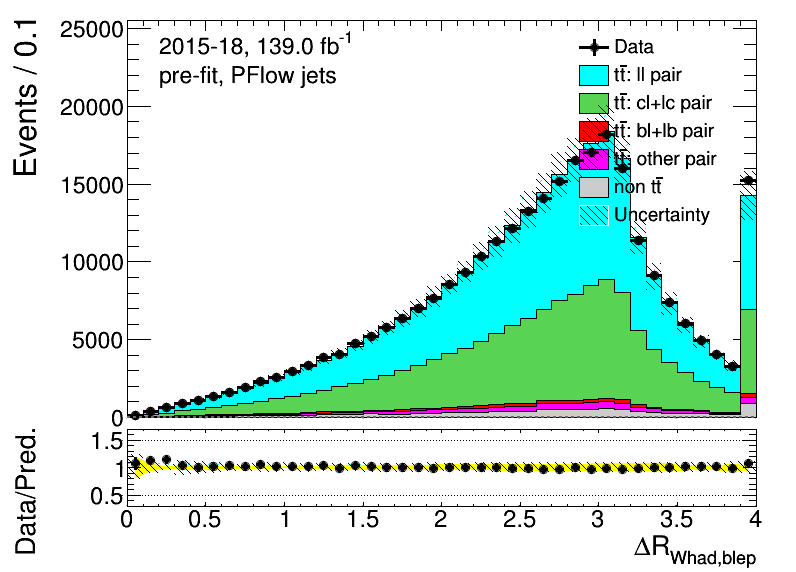 Events / 0.1
25000
20000
15000
10000
5000
0
2015-18, 139.0 fb⁻¹
pre-fit, PFlow jets
Data
tt̄: ll pair
tt̄: cl+lc pair
tt̄: bl+lb pair
tt̄: other pair
non tt̄
Uncertainty
Data/Pred.
1.5
1
0.5
0 0.5 1 1.5 2 2.5 3 3.5 4
ΔR_Whad,blep